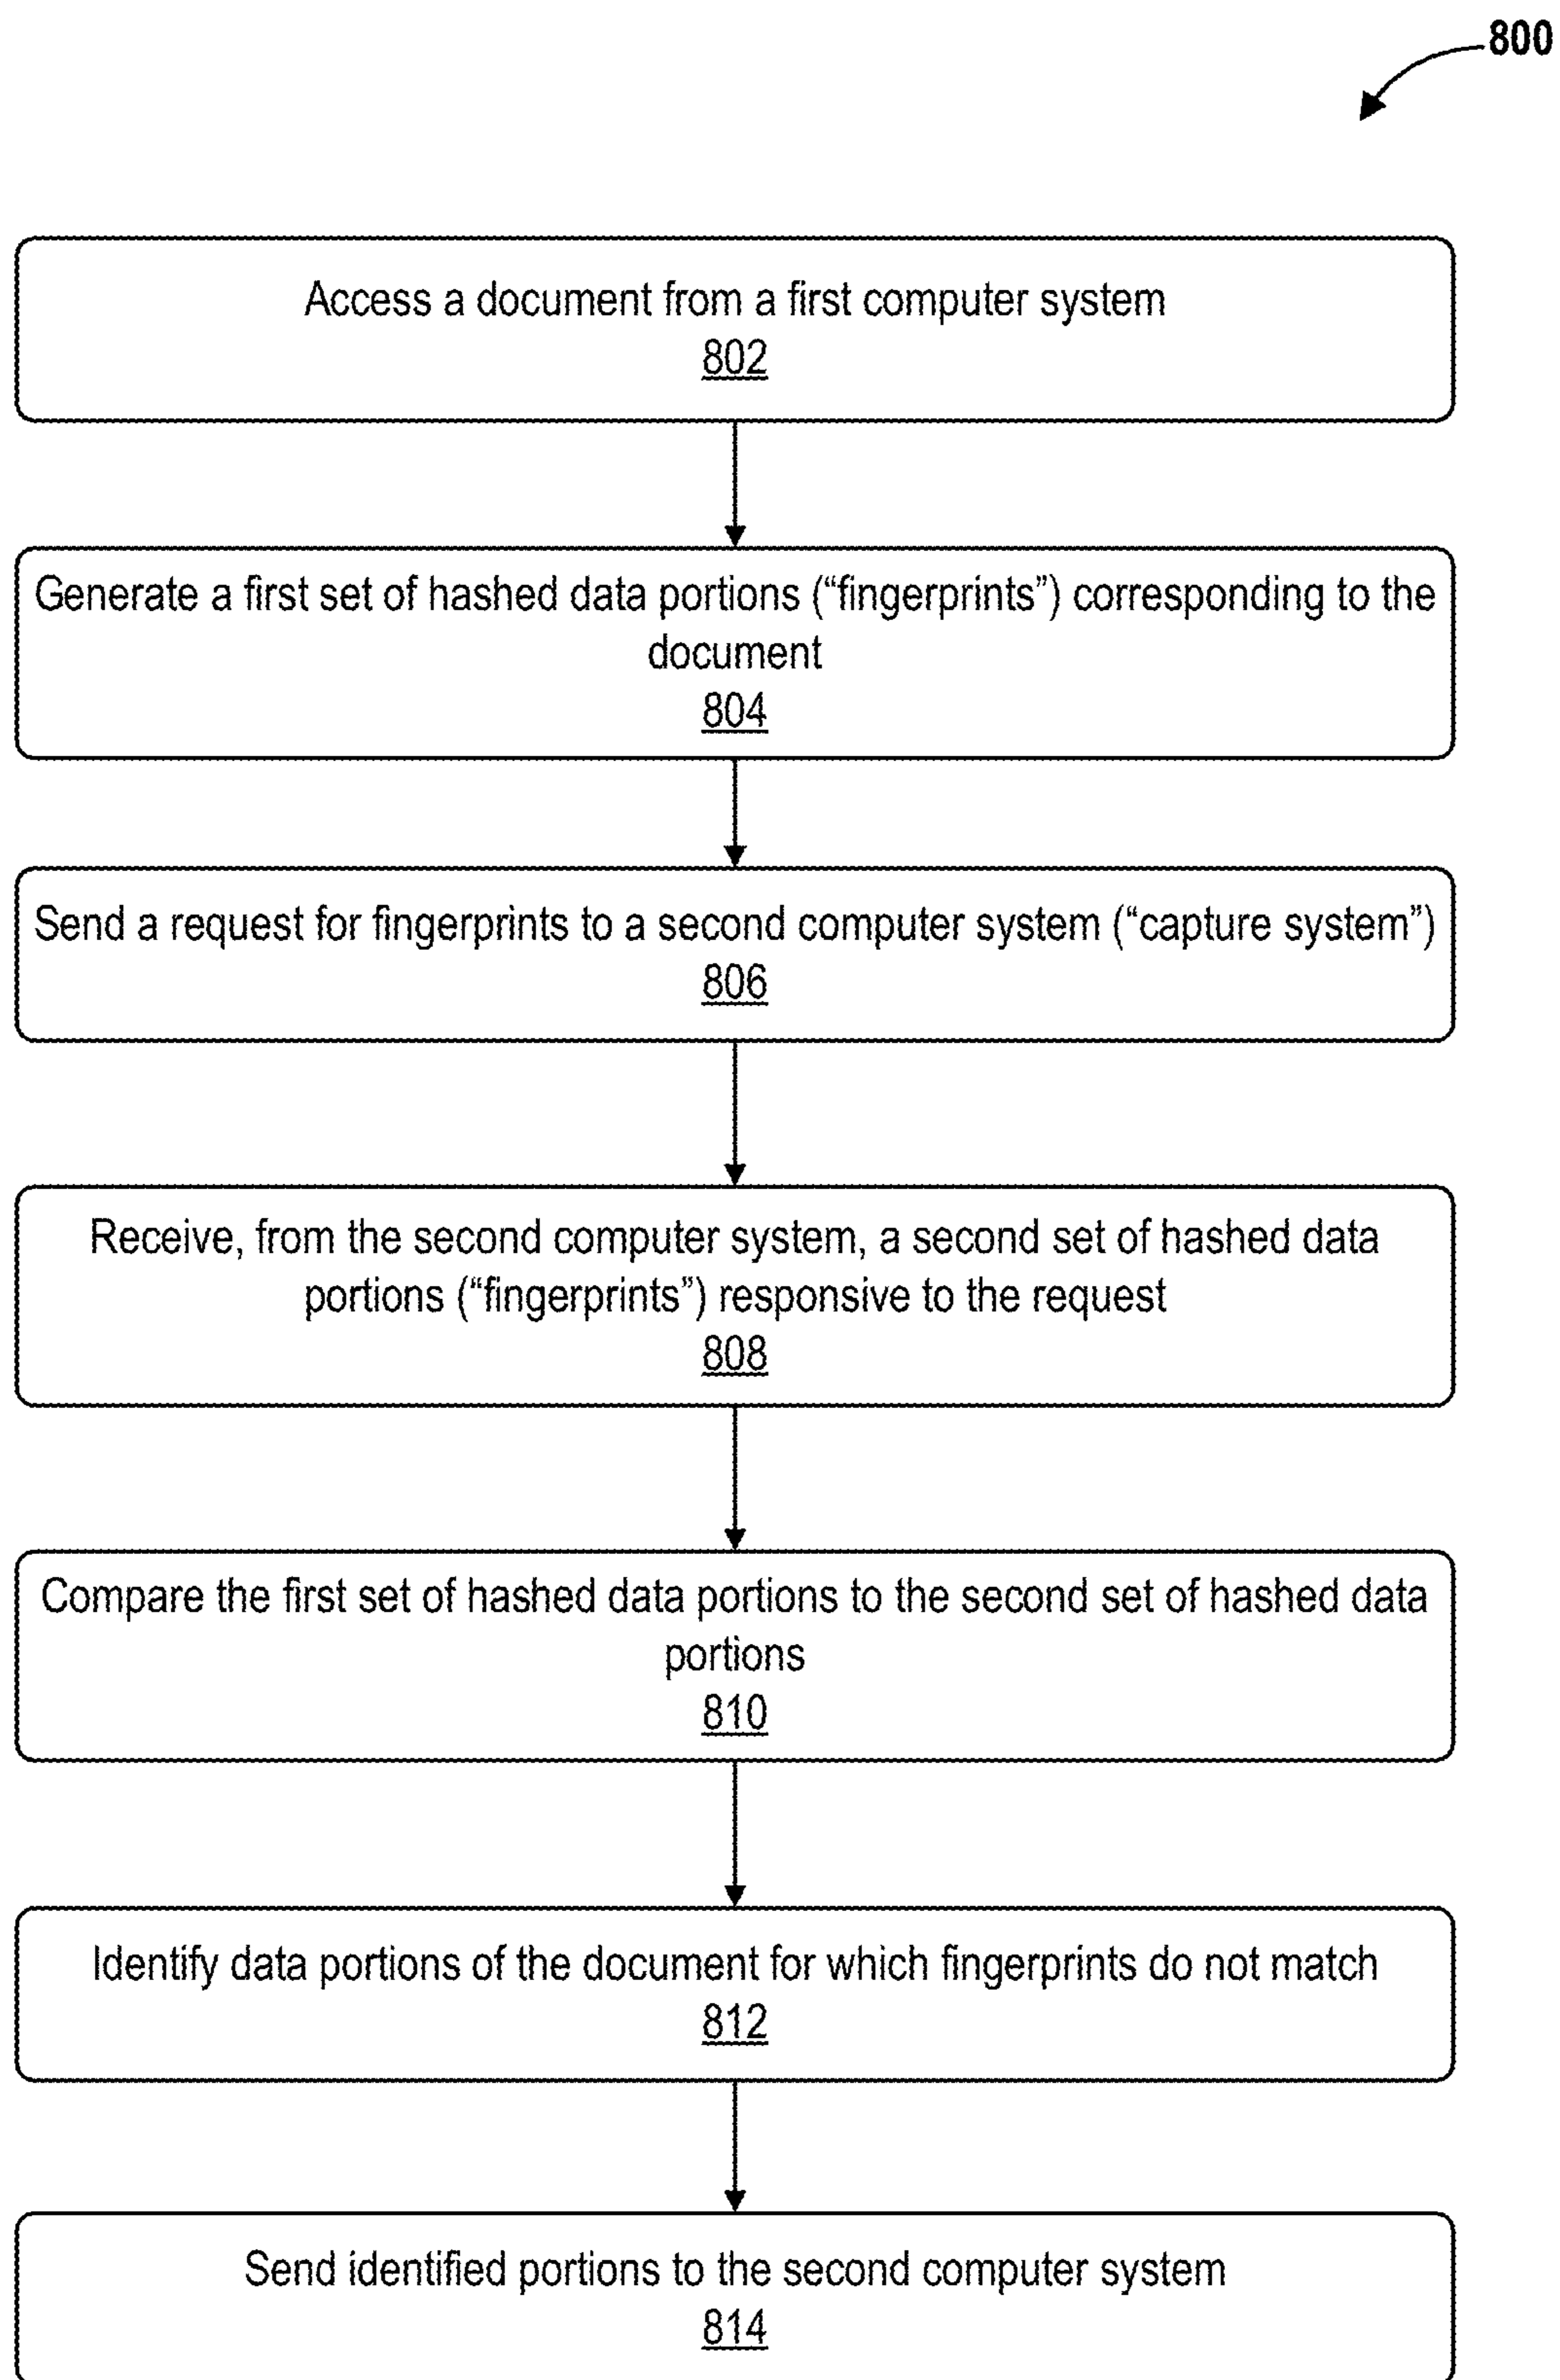 800
Access a document from a first computer system
802
Generate a first set of hashed data portions (“fingerprints”) corresponding to the
document
804
Send a request for fingerprints to a second computer system (“capture system”)
806
Receive, from the second computer system, a second set of hashed data
portions (“fingerprints”) responsive to the request
808
Compare the first set of hashed data portions to the second set of hashed data
portions
810
Identify data portions of the document for which fingerprints do not match
812
Send identified portions to the second computer system
814